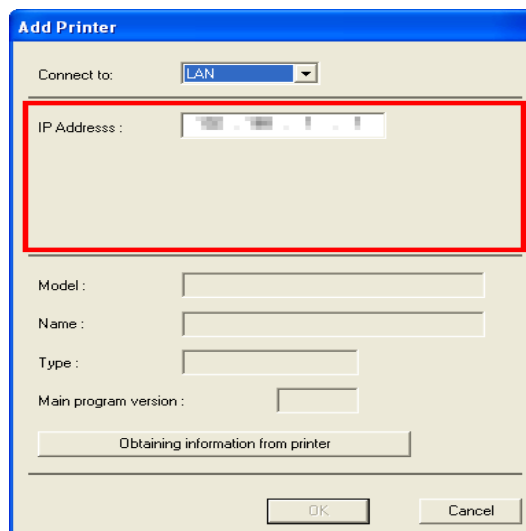 Add Printer
Connect to: LAN
IP Addresss :
Model :
Name :
Type :
Main program version :
Obtaining information from printer
OK Cancel